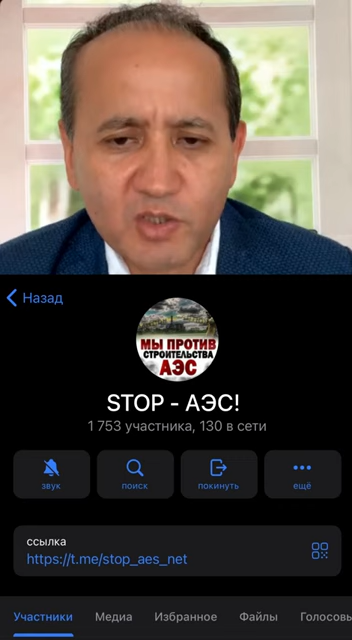 Назад
МЫ ПРОТИВ
СТРОИТЕЛЬСТВА
АЭС
STOP - АЭС!
1 753 участника, 130 в сети
звук
поиск
покинуть
ещё
ссылка
https://t.me/stop_aes_net
Участники Медиа Избранное Файлы Голосовы